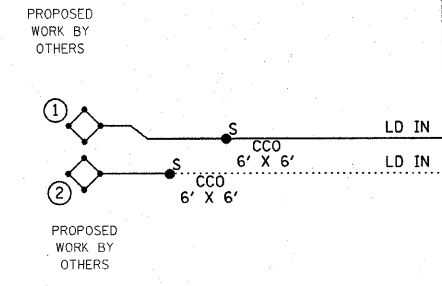 PROPOSED
WORK BY
OTHERS
1
S
LD IN
CCO
6' X 6'
S
LD IN
CCO
6' X 6'
2
PROPOSED
WORK BY
OTHERS